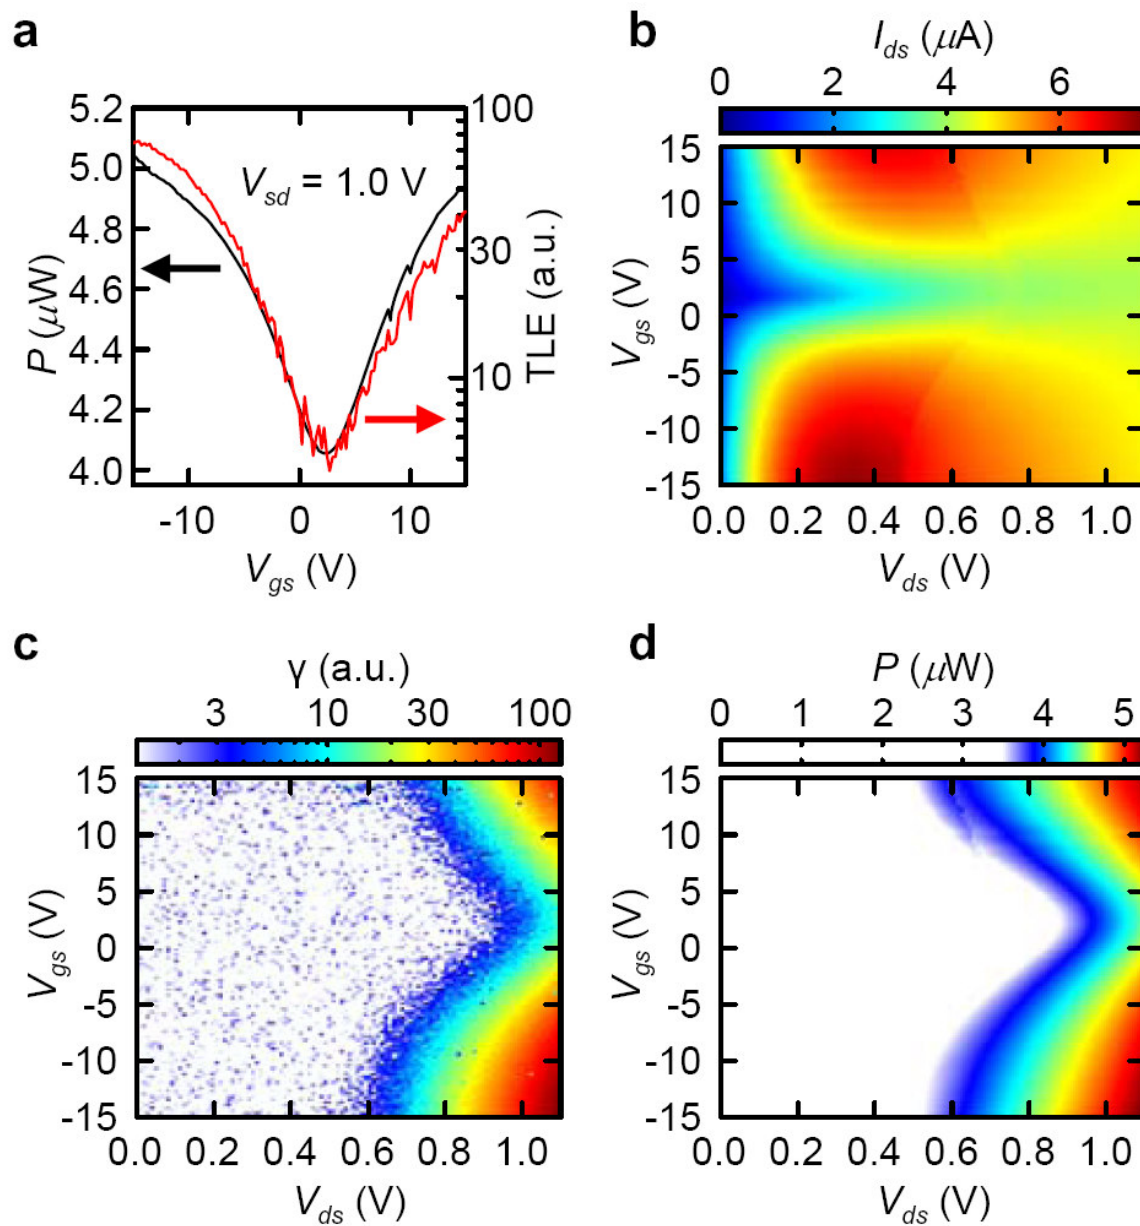 a
P (μW)
5.2
5.0
4.8
4.6
4.4
4.2
4.0
V_sd = 1.0 V
100
30
10
TLE (a.u.)
-10 0 10
V_gs (V)
b
I_ds (μA)
0 2 4 6
V_gs (V)
15
10
5
0
-5
-10
-15
0.0 0.2 0.4 0.6 0.8 1.0
V_ds (V)
c
γ (a.u.)
3 10 30 100
V_gs (V)
15
10
5
0
-5
-10
-15
0.0 0.2 0.4 0.6 0.8 1.0
V_ds (V)
d
P (μW)
0 1 2 3 4 5
V_gs (V)
15
10
5
0
-5
-10
-15
0.0 0.2 0.4 0.6 0.8 1.0
V_ds (V)